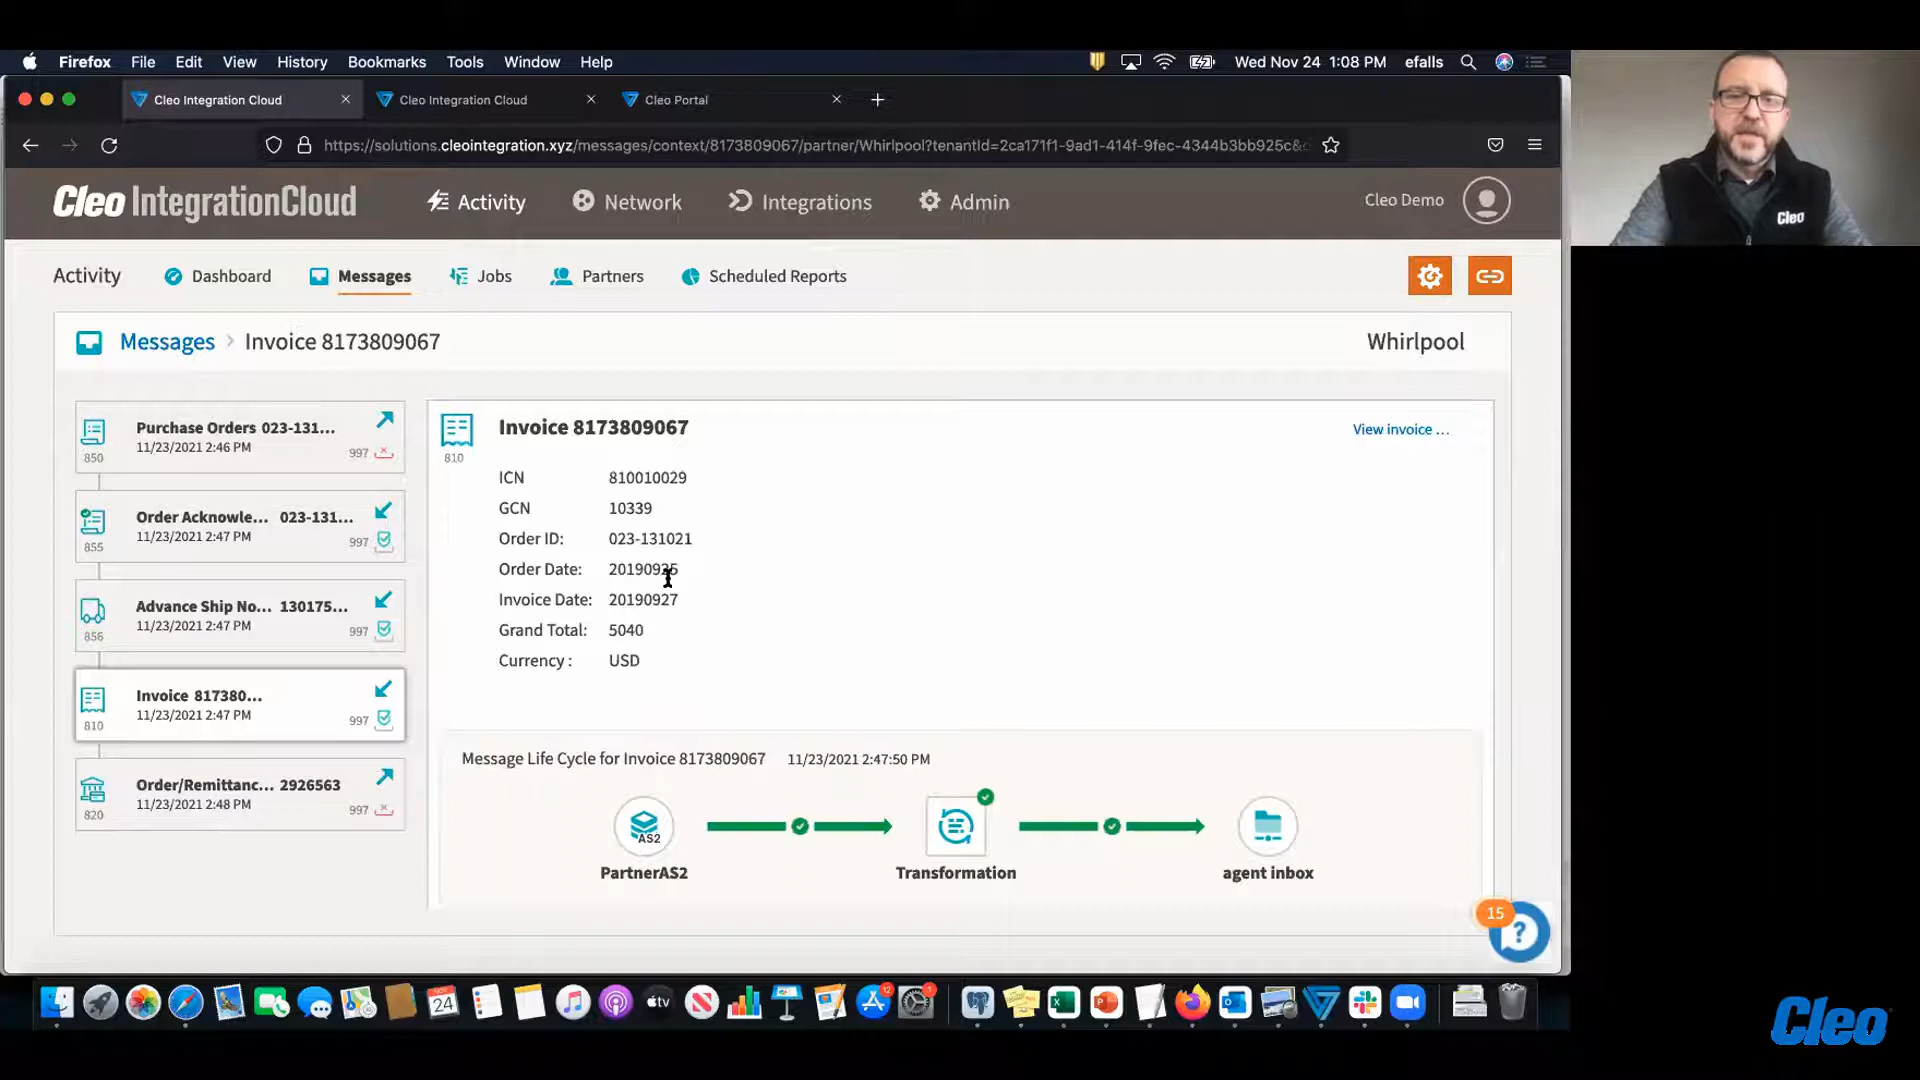 Firefox File Edit View History Bookmarks Tools Window Help
Wed Nov 24 1:08 PM efalls
Cleo Integration Cloud
Cleo Integration Cloud
Cleo Portal
https://solutions.cleointegration.xyz/messages/context/8173809067/partner/Whirlpool?tenantId=2ca171f1-9ad1-414f-9fec-4344b3bb925c&
Cleo IntegrationCloud
Activity
Network
Integrations
Admin
Cleo Demo
Cleo
Activity
Dashboard
Messages
Jobs
Partners
Scheduled Reports
Messages > Invoice 8173809067
Whirlpool
Purchase Orders 023-131...
11/23/2021 2:46 PM
850
997
Order Acknowle... 023-131...
11/23/2021 2:47 PM
855
997
Advance Ship No... 130175...
11/23/2021 2:47 PM
856
997
Invoice 817380...
11/23/2021 2:47 PM
810
997
Order/Remittanc... 2926563
11/23/2021 2:48 PM
820
997
810
Invoice 8173809067
View invoice ...
ICN 810010029
GCN 10339
Order ID: 023-131021
Order Date:
Invoice Date: 20190927
Grand Total: 5040
Currency : USD
Message Life Cycle for Invoice 8173809067 11/23/2021 2:47:50 PM
AS2
PartnerAS2
Transformation
agent inbox
15
?
NOV
24
tv
12
1
Cleo